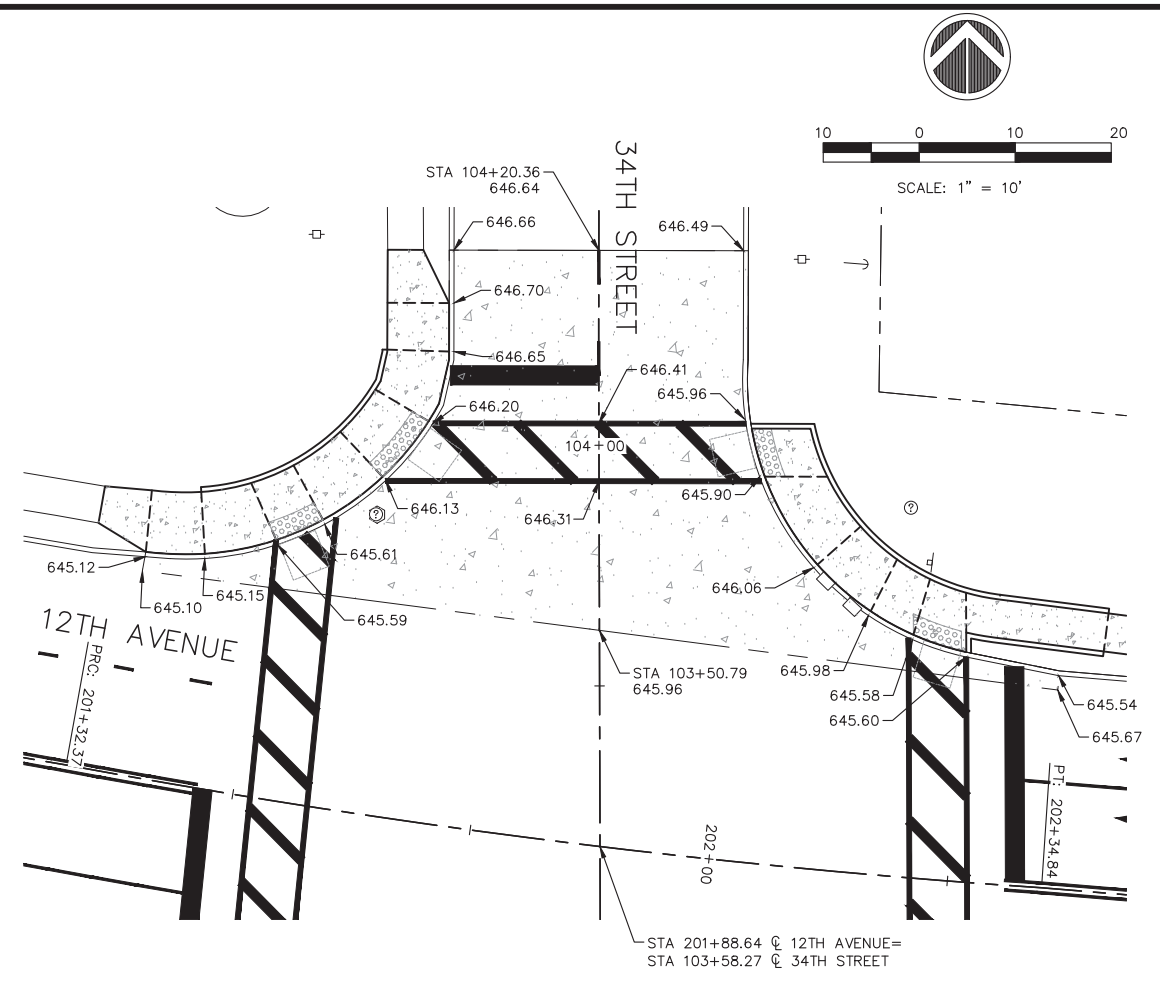 10 0 10 20
SCALE: 1" = 10'
34TH STREET
STA 104+20.36
646.64
646.66
646.49
646.70
646.65
646.41
645.96
646.20
104+00
645.90
646.13
646.31
?
?
645.61
645.12
645.10
645.15
645.59
646.06
12TH AVENUE
PRC: 201+32.37
STA 103+50.79
645.96
645.98
645.58
645.60
645.54
645.67
PT: 202+34.84
202+00
STA 201+88.64 ℄ 12TH AVENUE=
STA 103+58.27 ℄ 34TH STREET